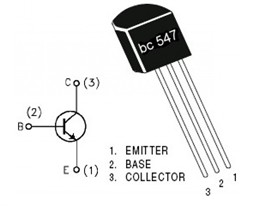 bc 547
C (3)
(2)
B
E (1)
1. EMITTER
2. BASE
3. COLLECTOR
1
2
3